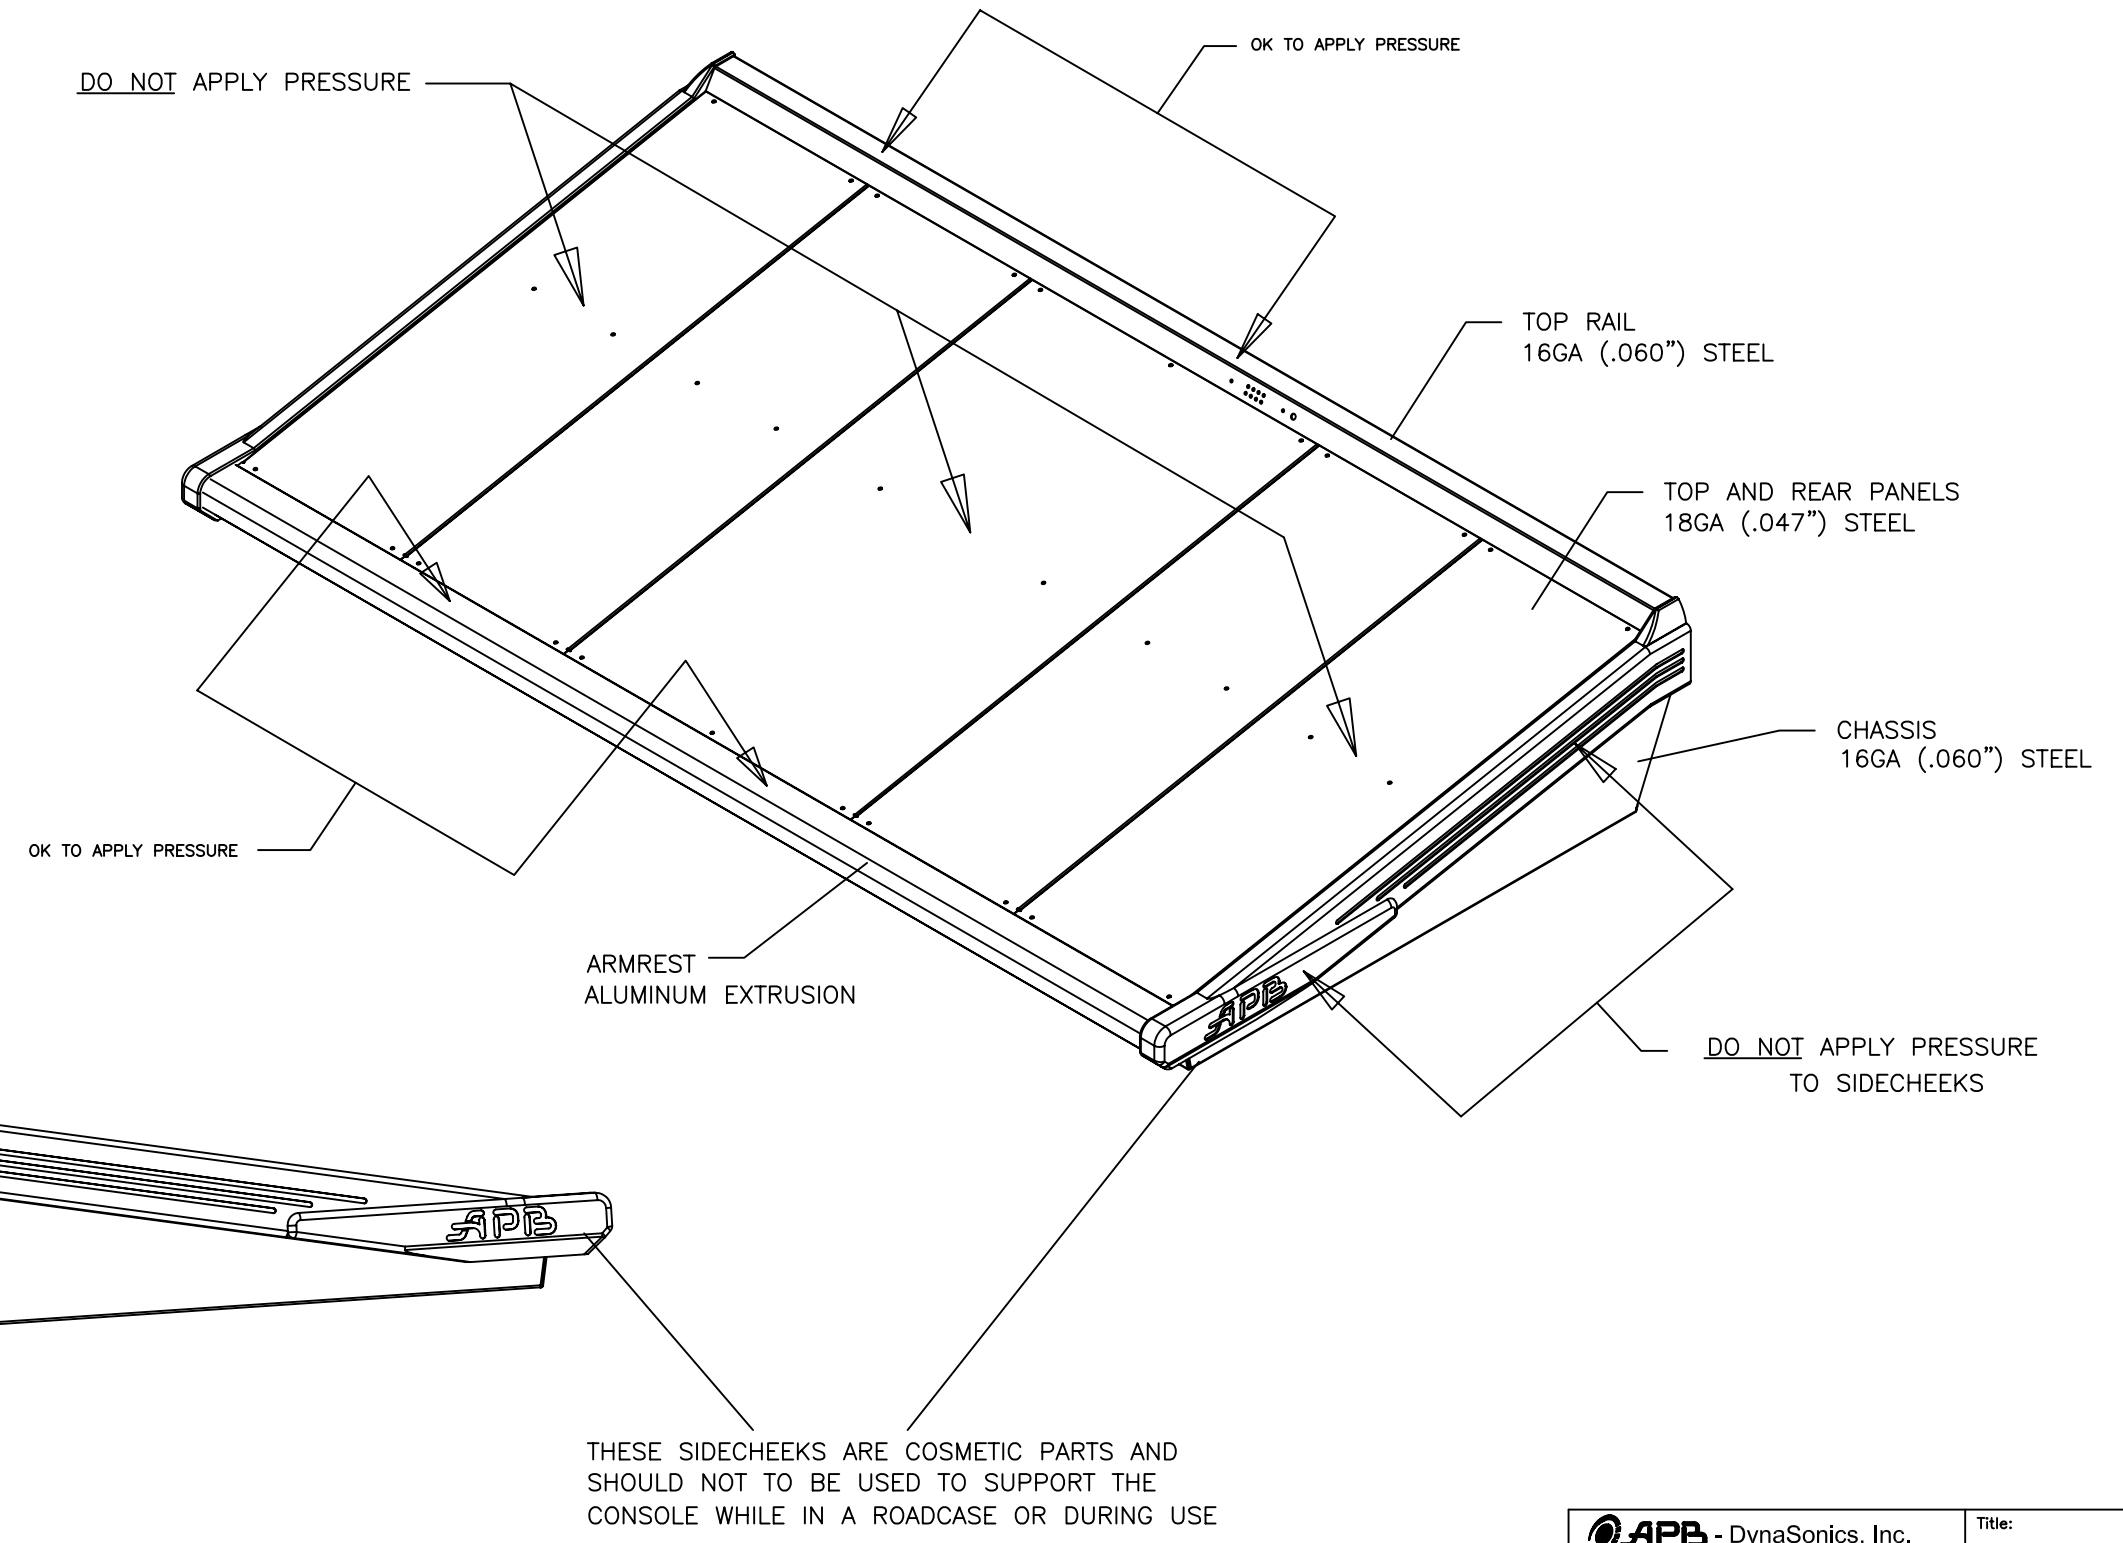 OK TO APPLY PRESSURE
DO NOT APPLY PRESSURE
TOP RAIL
16GA (.060”) STEEL
TOP AND REAR PANELS
18GA (.047”) STEEL
CHASSIS
16GA (.060”) STEEL
OK TO APPLY PRESSURE
ARMREST
ALUMINUM EXTRUSION
APB
DO NOT APPLY PRESSURE
TO SIDECHEEKS
APB
THESE SIDECHEEKS ARE COSMETIC PARTS AND
SHOULD NOT TO BE USED TO SUPPORT THE
CONSOLE WHILE IN A ROADCASE OR DURING USE
APB - DynaSonics, Inc.
Title: